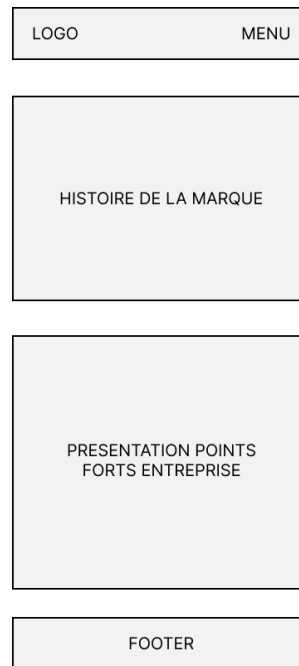 LOGO MENU
HISTOIRE DE LA MARQUE
PRESENTATION POINTS
FORTS ENTREPRISE
FOOTER